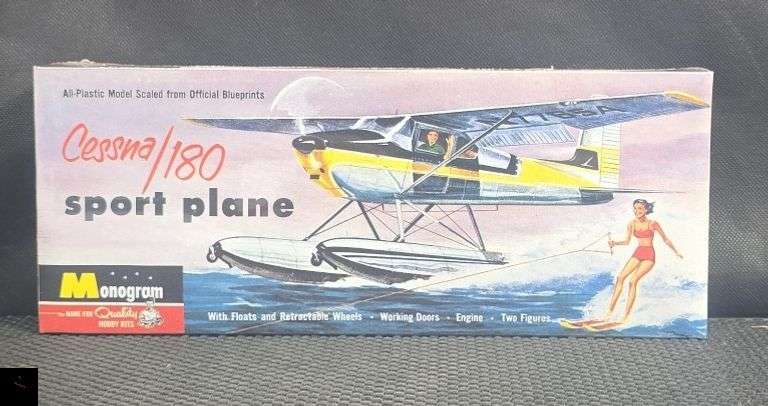 All-Plastic Model Scaled from Official Blueprints
Cessna/180
sport plane
Monogram
The NAME FOR Quality
HOBBY KITS
With Floats and Retractable Wheels - Working Doors - Engine - Two Figures